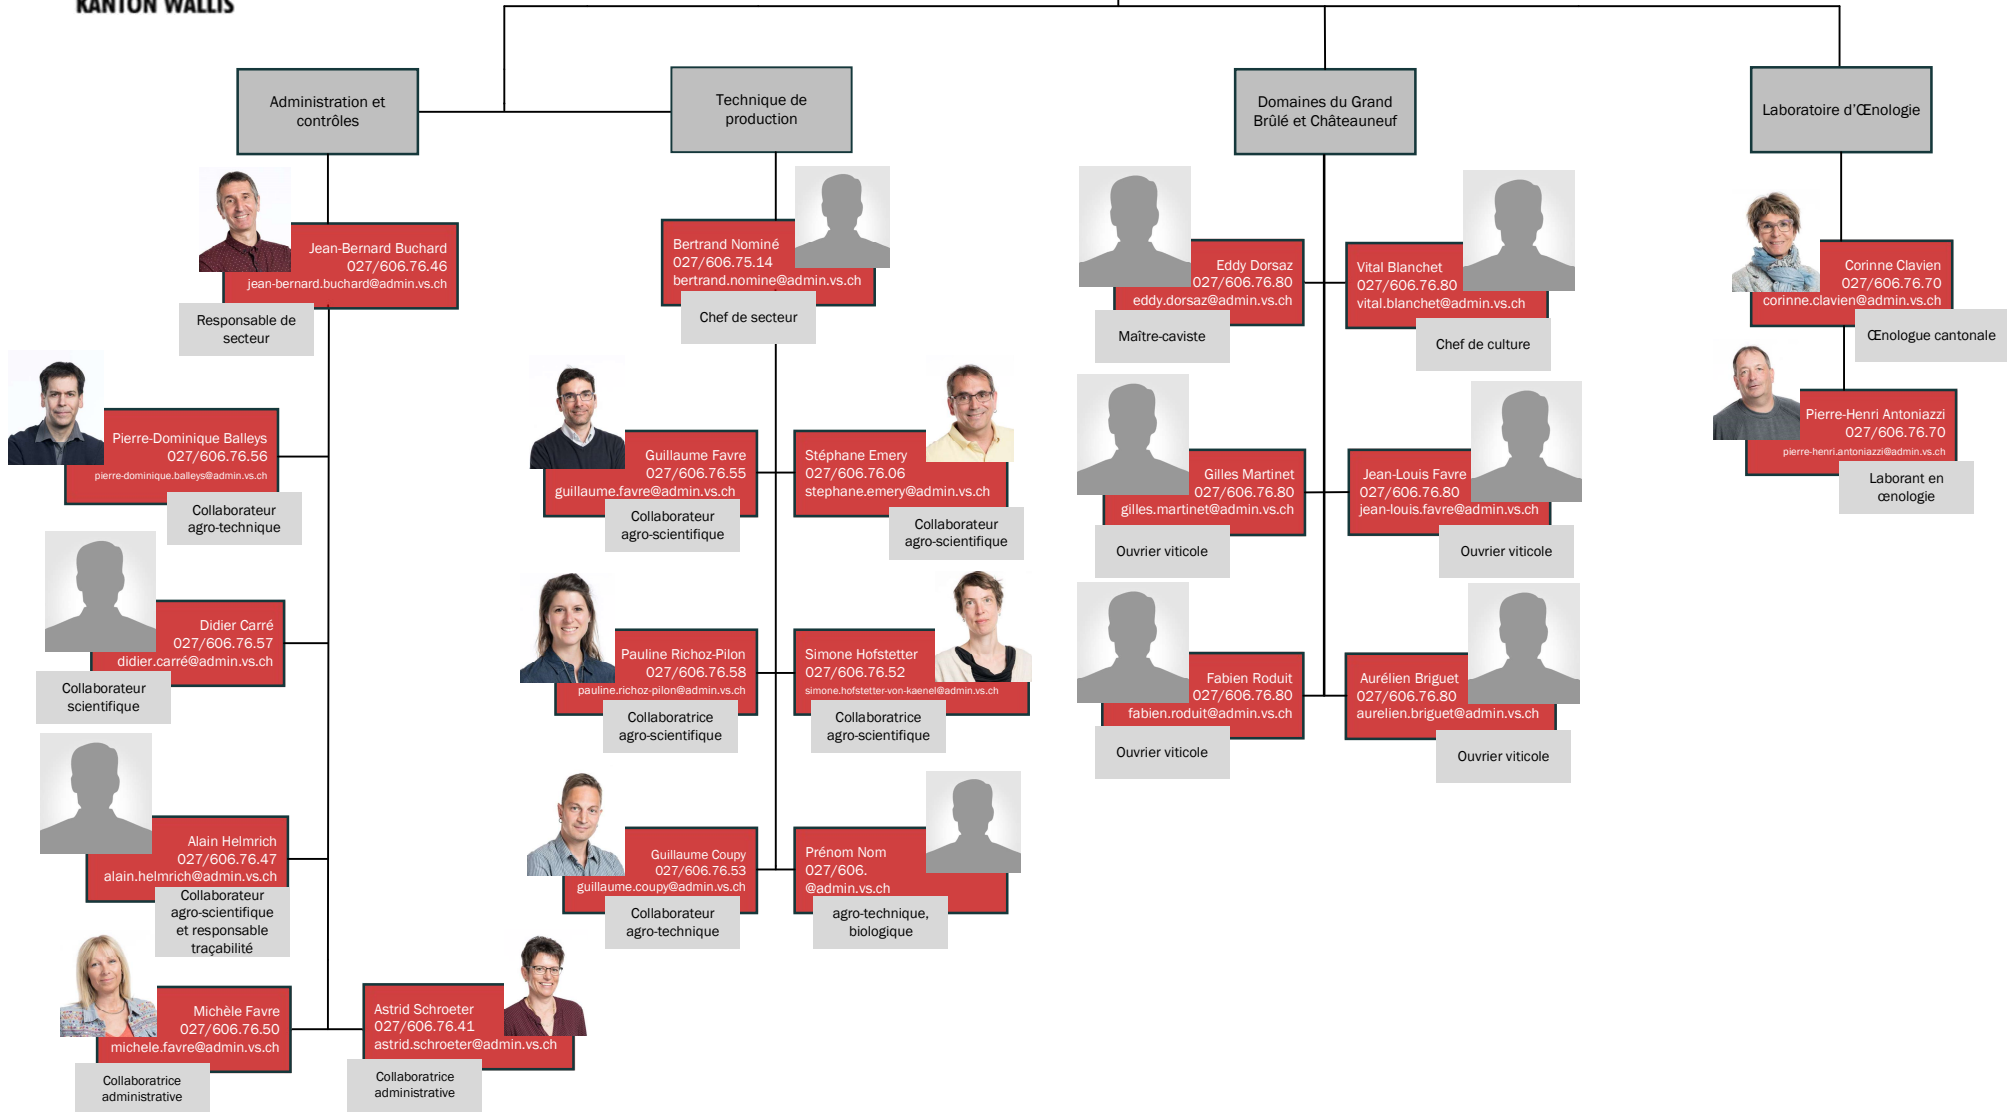 KANTON WALLIS
Administration et
contrôles
Jean-Bernard Buchard
027/606.76.46
jean-bernard.buchard@admin.vs.ch
Responsable de
secteur
Pierre-Dominique Balleys
027/606.76.56
pierre-dominique.balleys@admin.vs.ch
Collaborateur
agro-technique
Didier Carré
027/606.76.57
didier.carré@admin.vs.ch
Collaborateur
scientifique
Alain Helmrich
027/606.76.47
alain.helmrich@admin.vs.ch
Collaborateur
agro-scientifique
et responsable
traçabilité
Michèle Favre
027/606.76.50
michele.favre@admin.vs.ch
Collaboratrice
administrative
Astrid Schroeter
027/606.76.41
astrid.schroeter@admin.vs.ch
Collaboratrice
administrative
Technique de
production
Bertrand Nominé
027/606.75.14
bertrand.nomine@admin.vs.ch
Chef de secteur
Guillaume Favre
027/606.76.55
guillaume.favre@admin.vs.ch
Collaborateur
agro-scientifique
Stéphane Emery
027/606.76.06
stephane.emery@admin.vs.ch
Collaborateur
agro-scientifique
Pauline Richoz-Pilon
027/606.76.58
pauline.richoz-pilon@admin.vs.ch
Collaboratrice
agro-scientifique
Simone Hofstetter
027/606.76.52
simone.hofstetter-von-kaenel@admin.vs.ch
Collaboratrice
agro-scientifique
Guillaume Coupy
027/606.76.53
guillaume.coupy@admin.vs.ch
Collaborateur
agro-technique
Prénom Nom
027/606.
@admin.vs.ch
agro-technique,
biologique
Domaines du Grand
Brûlé et Châteauneuf
Eddy Dorsaz
027/606.76.80
eddy.dorsaz@admin.vs.ch
Maître-caviste
Vital Blanchet
027/606.76.80
vital.blanchet@admin.vs.ch
Chef de culture
Gilles Martinet
027/606.76.80
gilles.martinet@admin.vs.ch
Ouvrier viticole
Jean-Louis Favre
027/606.76.80
jean-louis.favre@admin.vs.ch
Ouvrier viticole
Fabien Roduit
027/606.76.80
fabien.roduit@admin.vs.ch
Ouvrier viticole
Aurélien Briguet
027/606.76.80
aurelien.briguet@admin.vs.ch
Ouvrier viticole
Laboratoire d'Œnologie
Corinne Clavien
027/606.76.70
corinne.clavien@admin.vs.ch
Œnologue cantonale
Pierre-Henri Antoniazzi
027/606.76.70
pierre-henri.antoniazzi@admin.vs.ch
Laborant en
œnologie